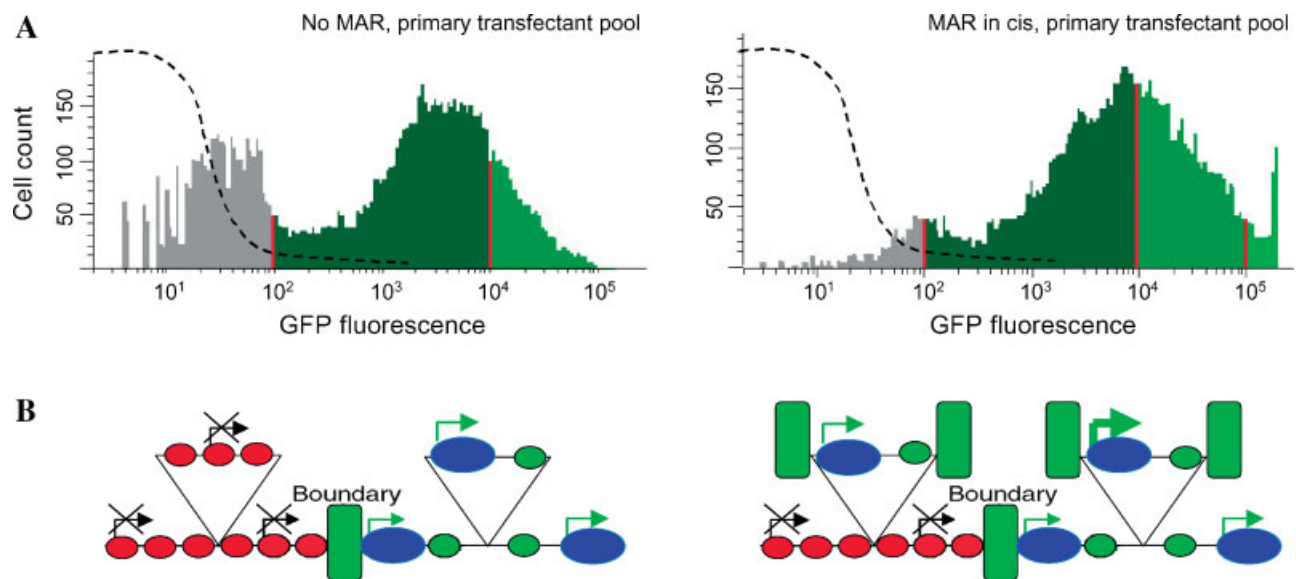 A
No MAR, primary transfectant pool
MAR in cis, primary transfectant pool
Cell count
150
100
50
10¹ 10² 10³ 10⁴ 10⁵
GFP fluorescence
150
100
50
10¹ 10² 10³ 10⁴ 10⁵
GFP fluorescence
B
Boundary
Boundary